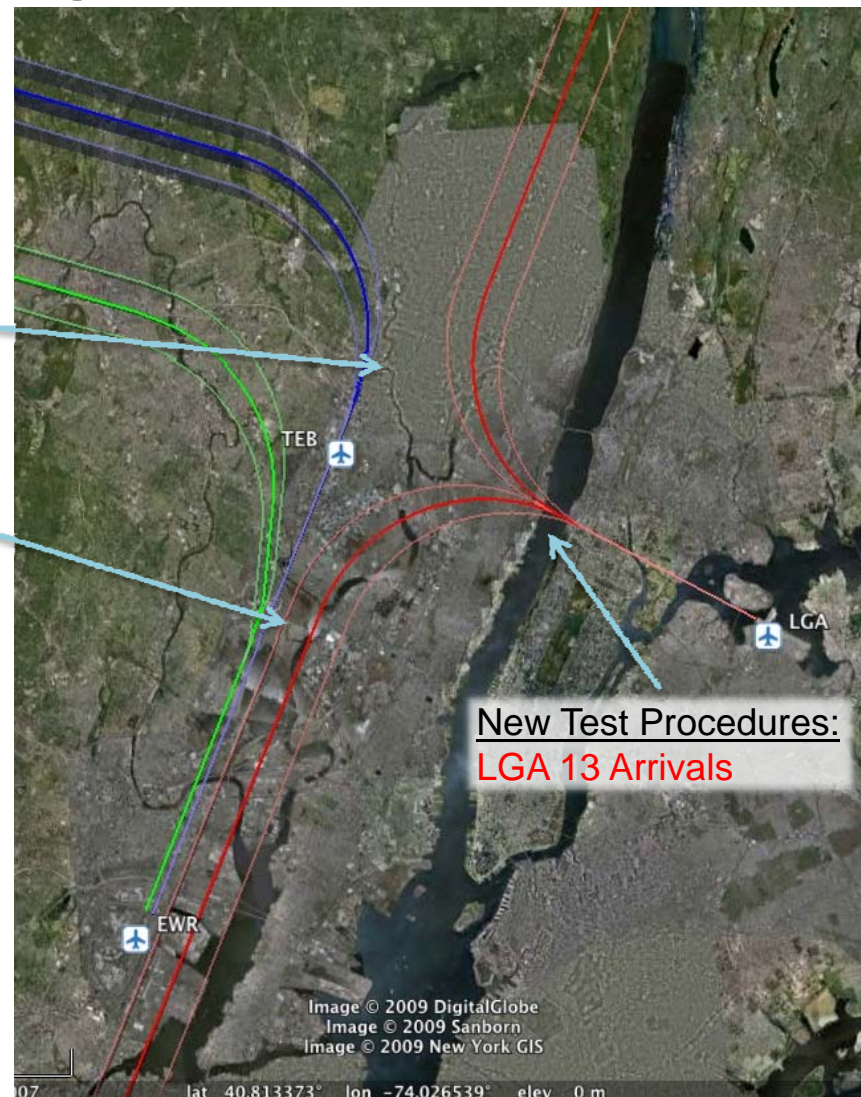 TEB
LGA
New Test Procedures:
LGA 13 Arrivals
EWR
Image © 2009 DigitalGlobe
Image © 2009 Sanborn
Image © 2009 New York GIS
lat 40.813373° lon -74.026539° elev 0 m